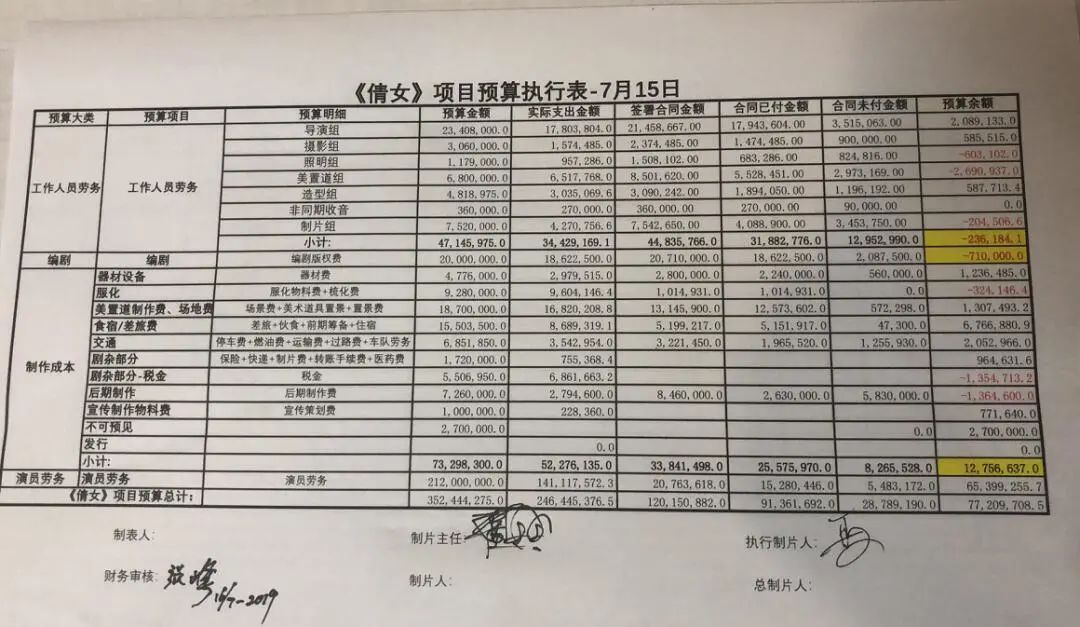 《倩女》项目预算执行表-7月15日
预算大类 预算项目 预算明细 预算金额 实际支出金额 签署合同金额 合同已付金额 合同未付金额 预算余额
工作人员劳务 工作人员劳务 导演组 23,408,000.0 17,803,804.0 21,458,667.00 17,943,604.00 3,515,063.00 2,089,133.0
摄影组 3,060,000.0 1,574,485.0 2,374,485.00 1,474,485.00 900,000.00 585,515.0
照明组 1,179,000.0 957,286.0 1,508,102.00 683,286.00 824,816.00 -603,102.0
美置道组 6,800,000.0 6,517,768.0 8,501,620.00 5,528,451.00 2,973,169.00 -2,690,937.0
造型组 4,818,975.0 3,035,069.6 3,090,242.00 1,894,050.00 1,196,192.00 587,713.4
非同期收音 360,000.0 270,000.0 360,000.00 270,000.00 90,000.00 0.0
制片组 7,520,000.0 4,270,756.6 7,542,650.00 4,088,900.00 3,453,750.00 -204,506.6
小计: 47,145,975.0 34,429,169.1 44,835,766.0 31,882,776.0 12,952,990.0 -236,184.1
编剧 编剧 编剧版权费 20,000,000.0 18,622,500.0 20,710,000.00 18,622,500.0 2,087,500.0 -710,000.0
制作成本 器材设备 器材费 4,776,000.0 2,979,515.0 2,800,000.0 2,240,000.0 560,000.0 1,236,485.0
服化 服化物料费+梳化费 9,280,000.0 9,604,146.4 1,014,931.0 1,014,931.0 0.0 -324,146.4
美置道制作费、场地费 场景费+美术道具置景+置景费 18,700,000.0 16,820,208.8 13,145,900.0 12,573,602.0 572,298.0 1,307,493.2
食宿/差旅费 差旅+伙食+前期筹备+住宿 15,503,500.0 8,689,319.1 5,199,217.0 5,151,917.0 47,300.0 6,766,880.9
交通 停车费+燃油费+运输费+过路费+车队劳务 6,851,850.0 3,542,954.0 3,221,450.0 1,965,520.0 1,255,930.0 2,052,966.0
剧杂部分 保险+快递+制片费+转账手续费+医药费 1,720,000.0 755,368.4 964,631.6
剧杂部分-税金 税金 5,506,950.0 6,861,663.2 -1,354,713.2
后期制作 后期制作费 7,260,000.0 2,794,600.0 8,460,000.0 2,630,000.0 5,830,000.0 -1,364,600.0
宣传制作物料费 宣传策划费 1,000,000.0 228,360.0 771,640.0
不可预见 2,700,000.0 0.0 2,700,000.0
发行 0.0 0.0
小计: 73,298,300.0 52,276,135.0 33,841,498.0 25,575,970.0 8,265,528.0 12,756,637.0
演员劳务 演员劳务 演员劳务 212,000,000.0 141,117,572.3 20,763,618.0 15,280,446.0 5,483,172.0 65,399,255.7
《倩女》项目预算总计: 352,444,275.0 246,445,376.5 120,150,882.0 91,361,692.0 28,789,190.0 77,209,708.5
制表人: 制片主任: 执行制片人:
财务审核: 制片人: 总制片人: